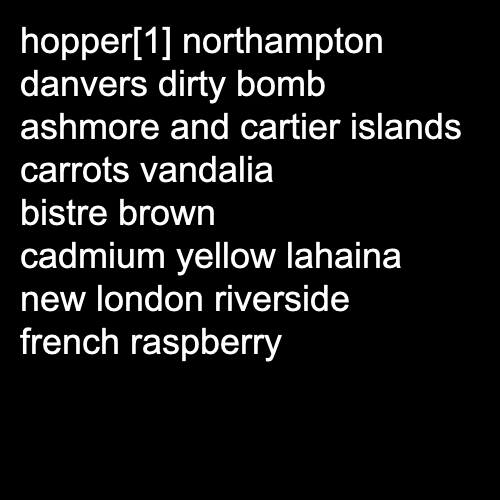 hopper[1] northampton
danvers dirty bomb
ashmore and cartier islands
carrots vandalia
bistre brown
cadmium yellow lahaina
new london riverside
french raspberry